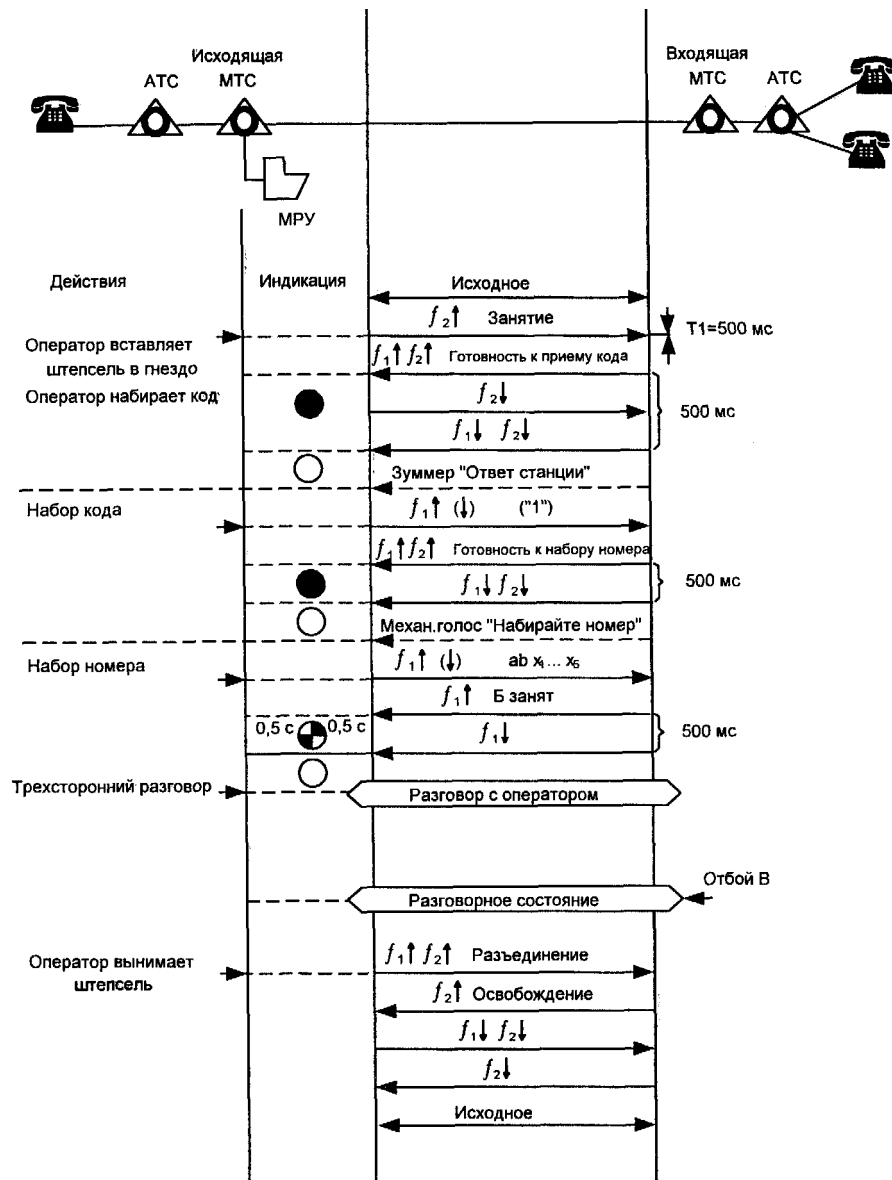 Исходящая
АТС МТС
Входящая
МТС АТС
МРУ
Действия
Индикация
Исходное
f2↑ Занятие
T1=500 мс
Оператор вставляет
штепсель в гнездо
f1↑ f2↑ Готовность к приему кода
Оператор набирает код
f2↓
500 мс
f1↓ f2↓
Зуммер "Ответ станции"
Набор кода
f1↑ (↓) ("1")
f1↑ f2↑ Готовность к набору номера
f1↓ f2↓
500 мс
Механ.голос "Набирайте номер"
Набор номера
f1↑ (↓) ab x1... x5
f1↑ Б занят
0,5 с 0,5 с
f1↓
500 мс
Трехсторонний разговор
Разговор с оператором
Отбой В
Разговорное состояние
Оператор вынимает
штепсель
f1↑ f2↑ Разъединение
f2↑ Освобождение
f1↓ f2↓
f2↓
Исходное